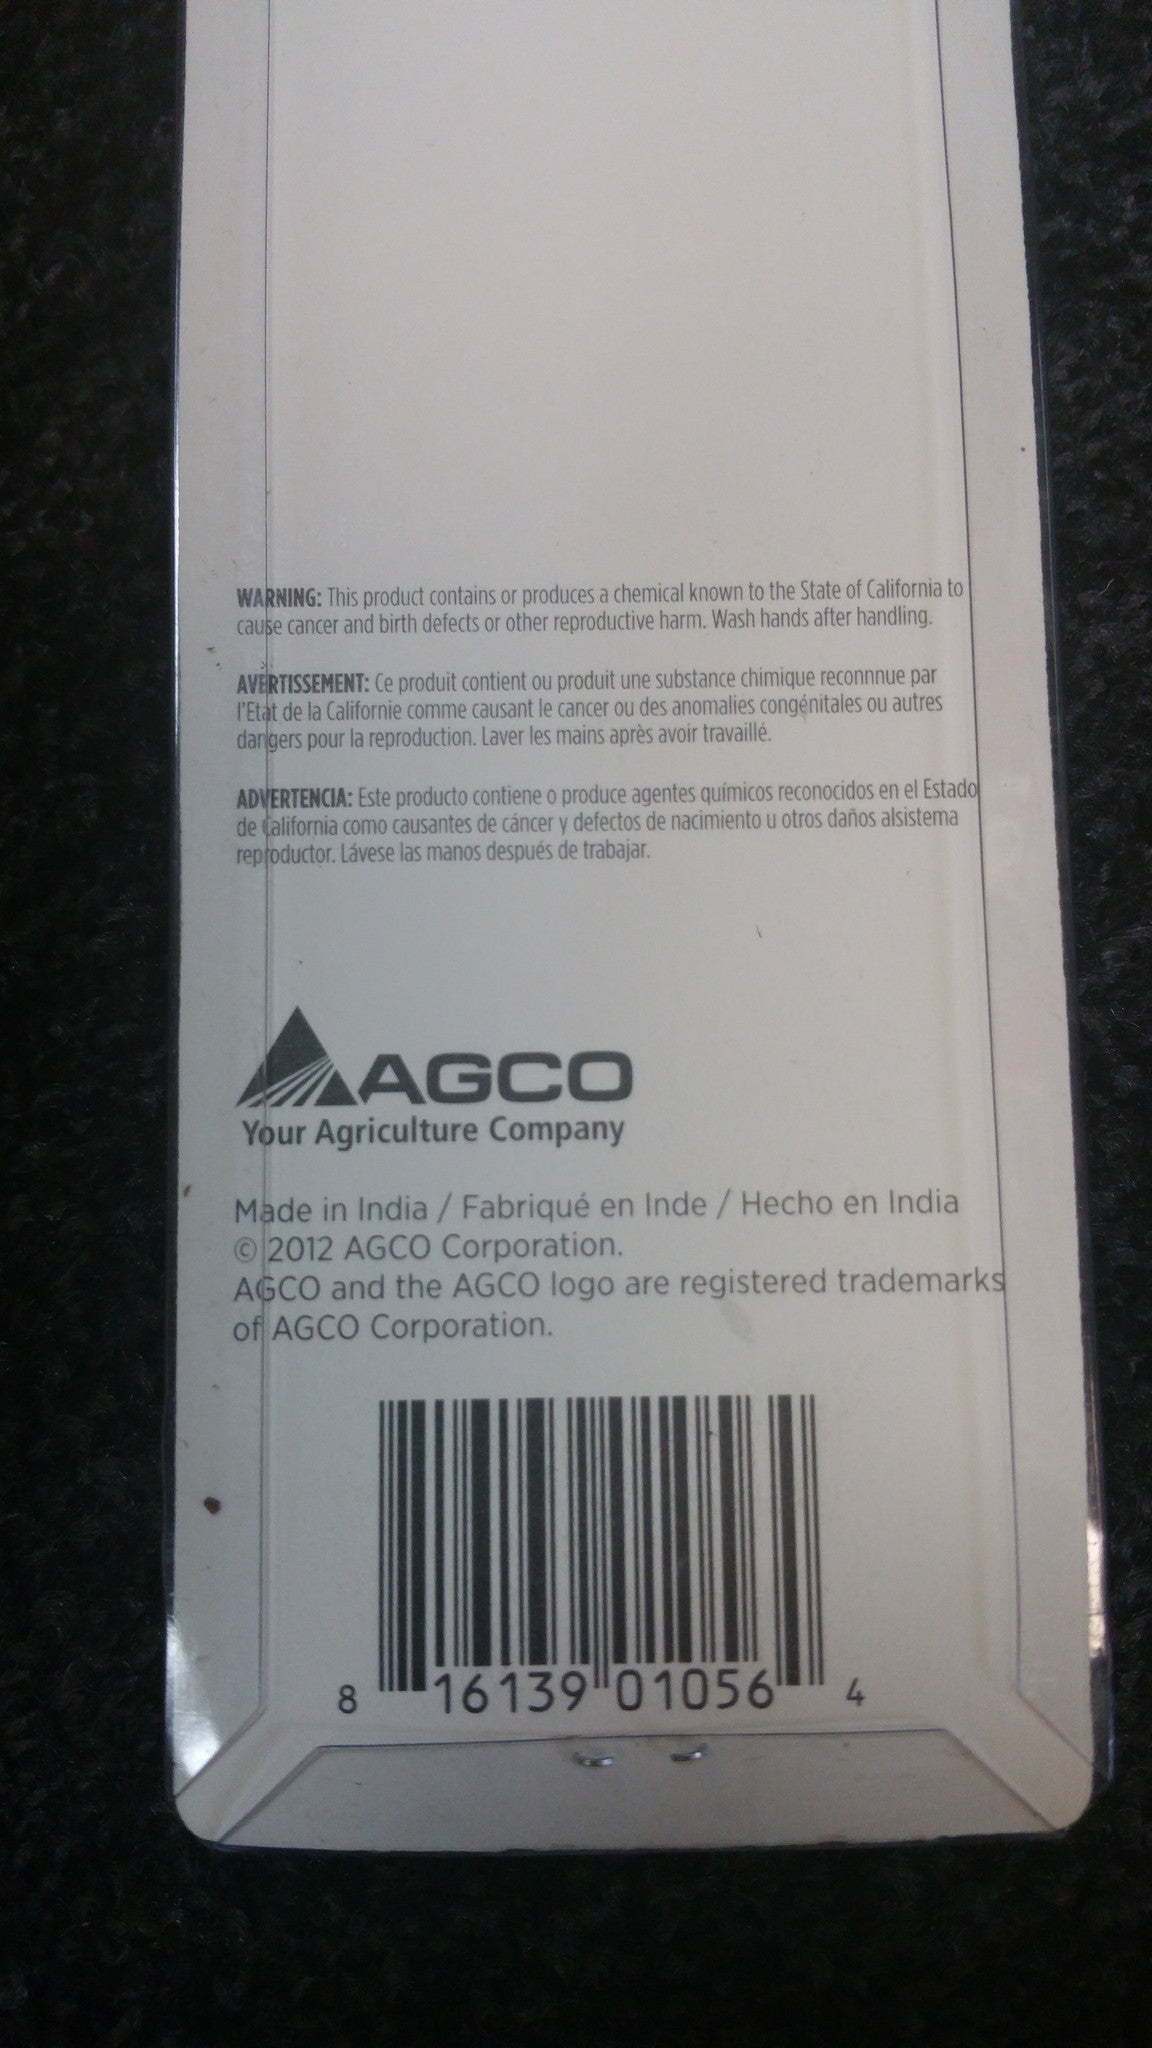 WARNING: This product contains or produces a chemical known to the State of California to
cause cancer and birth defects or other reproductive harm. Wash hands after handling.
AVERTISSEMENT: Ce produit contient ou produit une substance chimique reconnnue par
l'Etat de la Californie comme causant le cancer ou des anomalies congénitales ou autres
dangers pour la reproduction. Laver les mains après avoir travaillé.
ADVERTENCIA: Este producto contiene o produce agentes químicos reconocidos en el Estado
de California como causantes de cáncer y defectos de nacimiento u otros daños alsistema
reproductor. Lávese las manos después de trabajar.
AGCO
Your Agriculture Company
Made in India / Fabriqué en Inde / Hecho en India
© 2012 AGCO Corporation.
AGCO and the AGCO logo are registered trademarks
of AGCO Corporation.
8 16139 01056 4